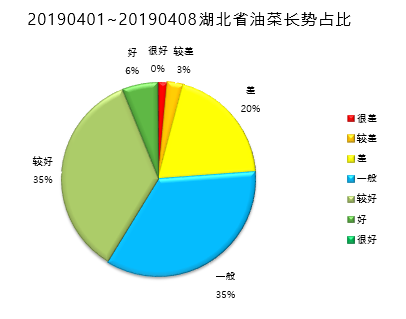 20190401~20190408湖北省油菜长势占比
好
6%
很好
0%
较差
3%
差
20%
较好
35%
一般
35%
很差
较差
差
一般
较好
好
很好